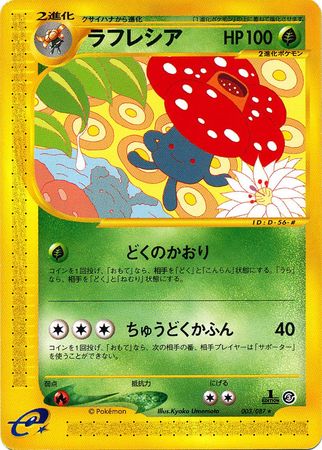 2進化
クサイハナから進化
ラフレシア
HP100
2進化ポケモン
ID:D-56-#
どくのかおり
コインを1回投げ、「おもて」なら、相手を「どく」と「こんらん」状態にする。「うら」
なら、相手を「どく」と「ねむり」状態にする。
ちゅうどくかふん 40
コインを1回投げ、「おもて」なら、次の相手の番、相手プレイヤーは「サポーター」
を使うことができない。
弱点 抵抗力 にげる
© Pokémon
Illus.Kyoko Umemoto
1 EDITION
003/087★
e